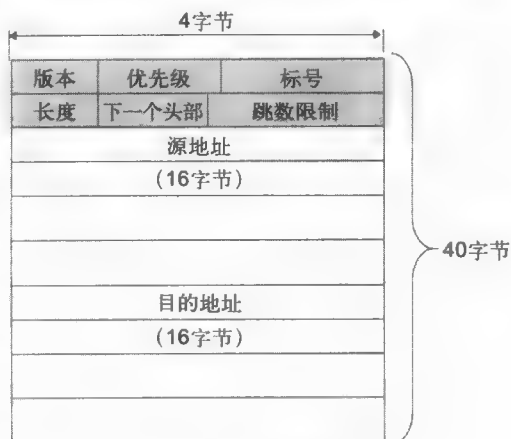 4字节
版本 优先级 标号
长度 下一个头部 跳数限制
源地址
(16字节)
40字节
目的地址
(16字节)